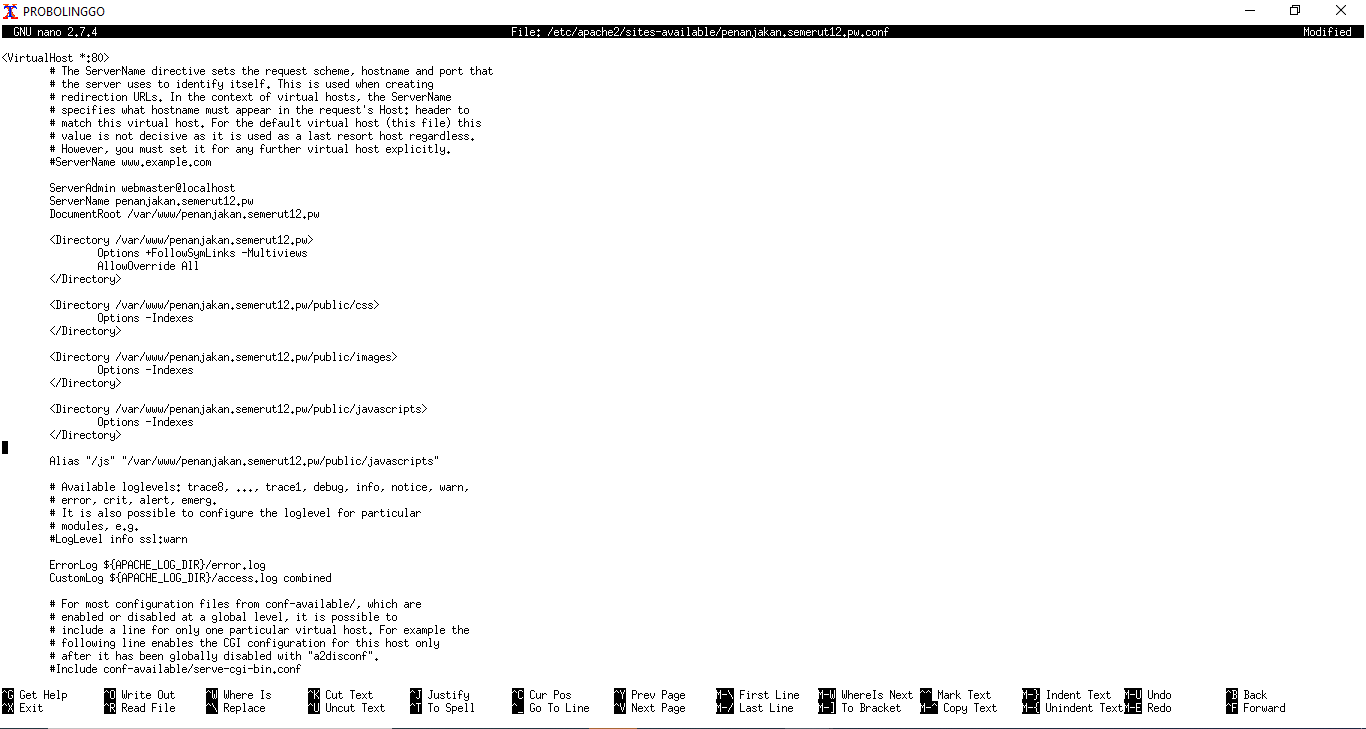 PROBOLINGGO
GNU nano 2.7.4 File: /etc/apache2/sites-available/penanjakan.semerut12.pw.conf Modified
<VirtualHost *:80>
# The ServerName directive sets the request scheme, hostname and port that
# the server uses to identify itself. This is used when creating
# redirection URLs. In the context of virtual hosts, the ServerName
# specifies what hostname must appear in the request's Host: header to
# match this virtual host. For the default virtual host (this file) this
# value is not decisive as it is used as a last resort host regardless.
# However, you must set it for any further virtual host explicitly.
#ServerName www.example.com
ServerAdmin webmaster@localhost
ServerName penanjakan.semerut12.pw
DocumentRoot /var/www/penanjakan.semerut12.pw
<Directory /var/www/penanjakan.semerut12.pw>
Options +FollowSymLinks -Multiviews
AllowOverride All
</Directory>
<Directory /var/www/penanjakan.semerut12.pw/public/css>
Options -Indexes
</Directory>
<Directory /var/www/penanjakan.semerut12.pw/public/images>
Options -Indexes
</Directory>
<Directory /var/www/penanjakan.semerut12.pw/public/javascripts>
Options -Indexes
</Directory>
Alias "/js" "/var/www/penanjakan.semerut12.pw/public/javascripts"
# Available loglevels: trace8, ..., trace1, debug, info, notice, warn,
# error, crit, alert, emerg.
# It is also possible to configure the loglevel for particular
# modules, e.g.
#LogLevel info ssl:warn
ErrorLog ${APACHE_LOG_DIR}/error.log
CustomLog ${APACHE_LOG_DIR}/access.log combined
# For most configuration files from conf-available/, which are
# enabled or disabled at a global level, it is possible to
# include a line for only one particular virtual host. For example the
# following line enables the CGI configuration for this host only
# after it has been globally disabled with "a2disconf".
#Include conf-available/serve-cgi-bin.conf
^G Get Help ^O Write Out ^W Where Is ^K Cut Text ^J Justify ^C Cur Pos ^Y Prev Page M-\ First Line M-W WhereIs Next ^^ Mark Text M-} Indent Text M-U Undo ^B Back
^X Exit ^R Read File ^\ Replace ^U Uncut Text ^T To Spell ^_ Go To Line ^V Next Page M-/ Last Line M-] To Bracket M-^ Copy Text M-{ Unindent Text M-E Redo ^F Forward